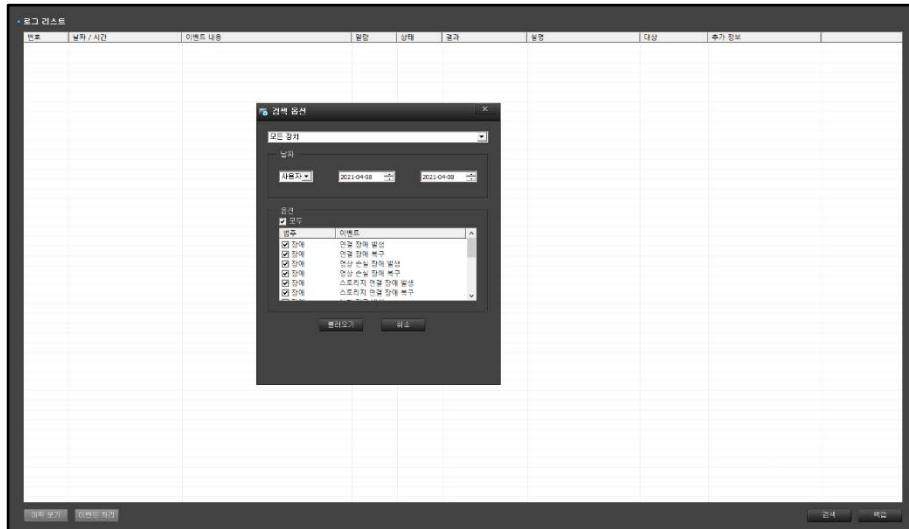 로그 리스트
번호 날짜 / 시간 이벤트 내용 알람 상태 결과 설명 대상 추가 정보
검색 옵션
모든 장치
날짜
사용자 2021-04-08 2021-04-08
옵션
모두
범주 이벤트
장애 연결 장애 발생
장애 연결 장애 복구
장애 영상 손실 장애 발생
장애 영상 손실 장애 복구
장애 스토리지 연결 장애 발생
장애 스토리지 연결 장애 복구
불러오기 취소
이벤트 처리 검색 백업